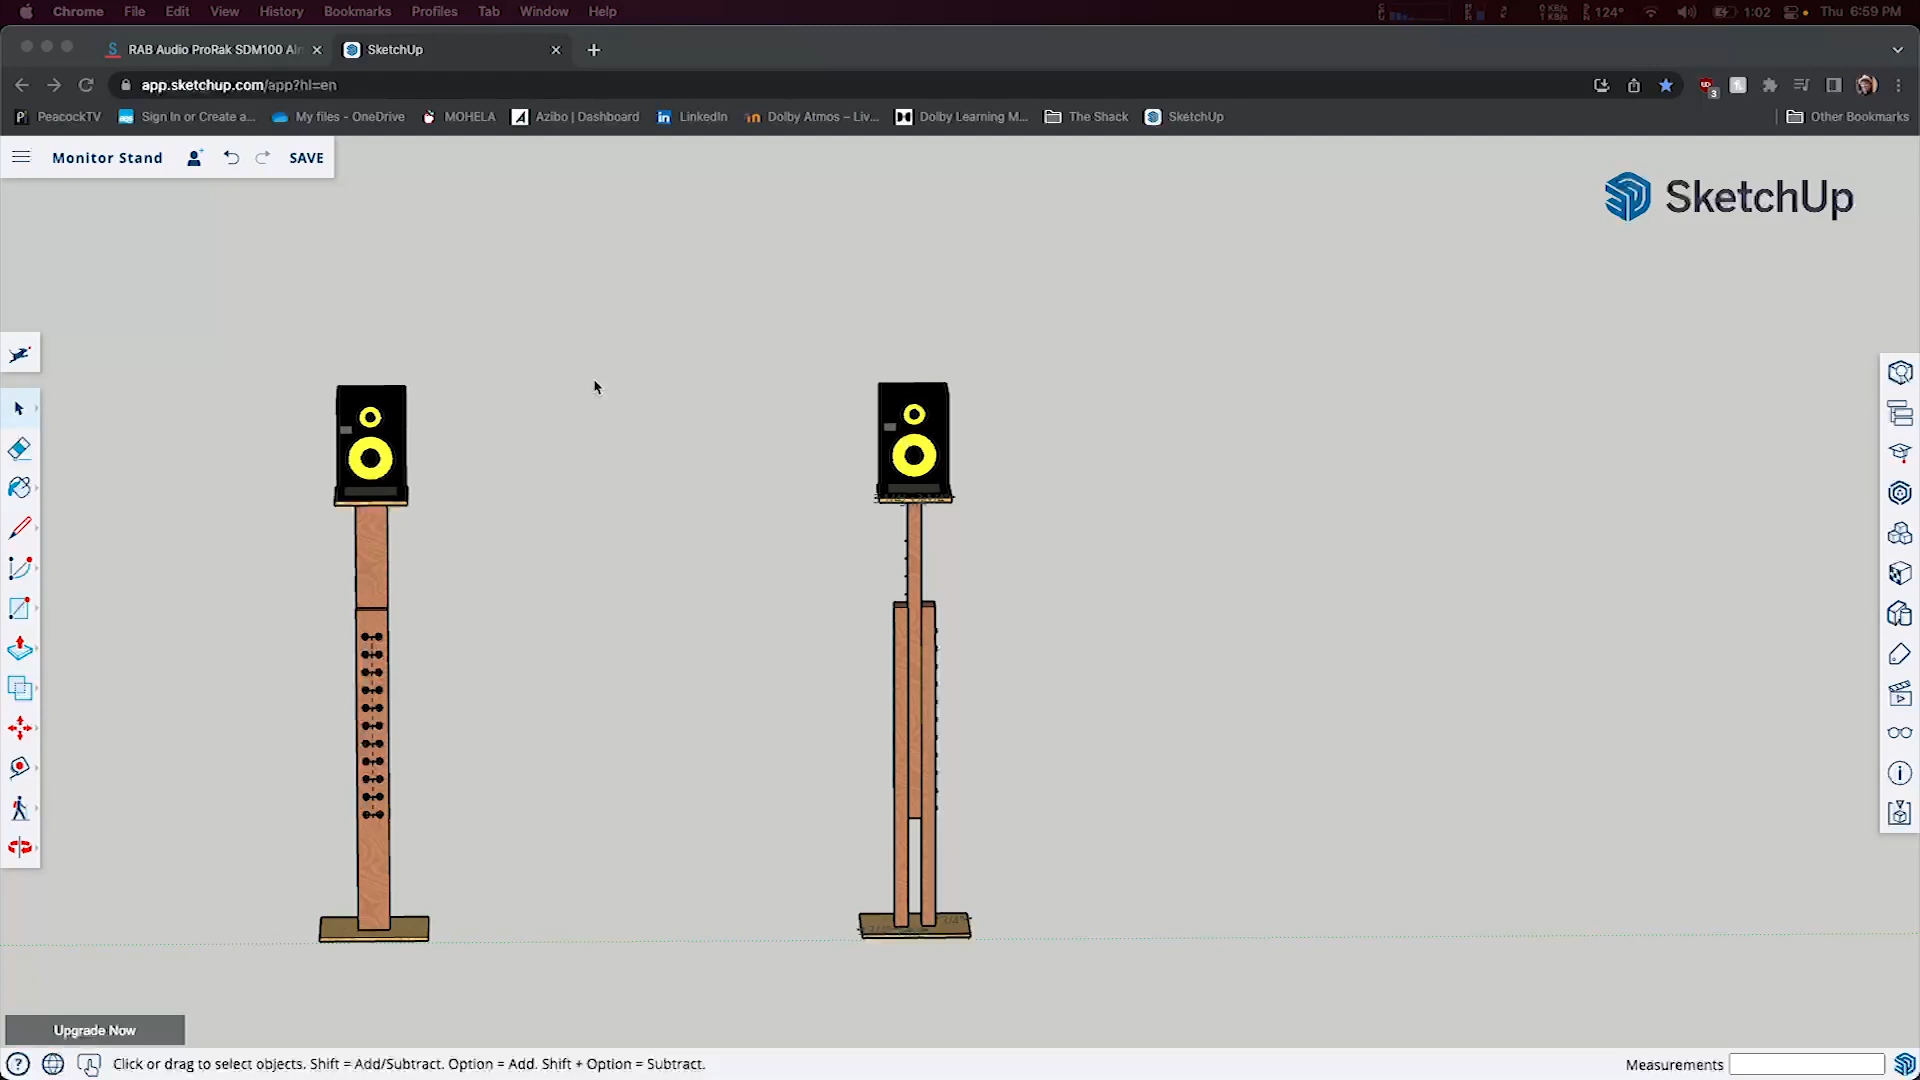 Chrome File Edit View History Bookmarks Profiles Tab Window Help 124° 1:02 Thu 6:59 PM
RAB Audio ProRak SDM100 Al SketchUp
app.sketchup.com/app?hl=en
PeacockTV Sign In or Create a... My files - OneDrive MOHELA Azibo | Dashboard LinkedIn Dolby Atmos – Liv... Dolby Learning M... The Shack SketchUp Other Bookmarks
Monitor Stand SAVE
SketchUp
Upgrade Now
Click or drag to select objects. Shift = Add/Subtract. Option = Add. Shift + Option = Subtract. Measurements